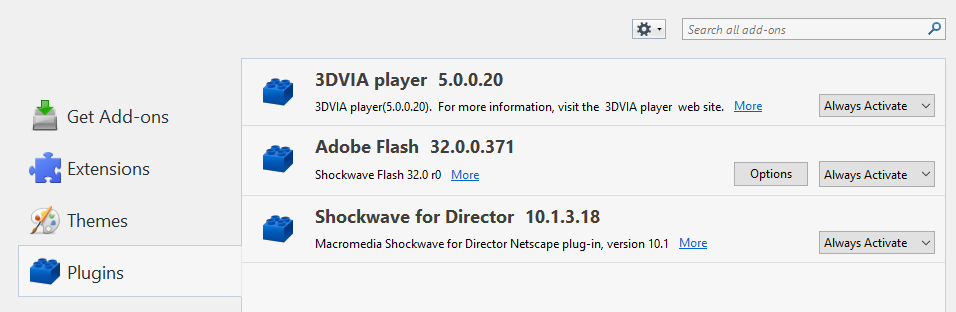 Search all add-ons
Get Add-ons
Extensions
Themes
Plugins
3DVIA player 5.0.0.20
3DVIA player(5.0.0.20). For more information, visit the 3DVIA player web site. More
Always Activate
Adobe Flash 32.0.0.371
Shockwave Flash 32.0 r0 More
Options
Always Activate
Shockwave for Director 10.1.3.18
Macromedia Shockwave for Director Netscape plug-in, version 10.1 More
Always Activate